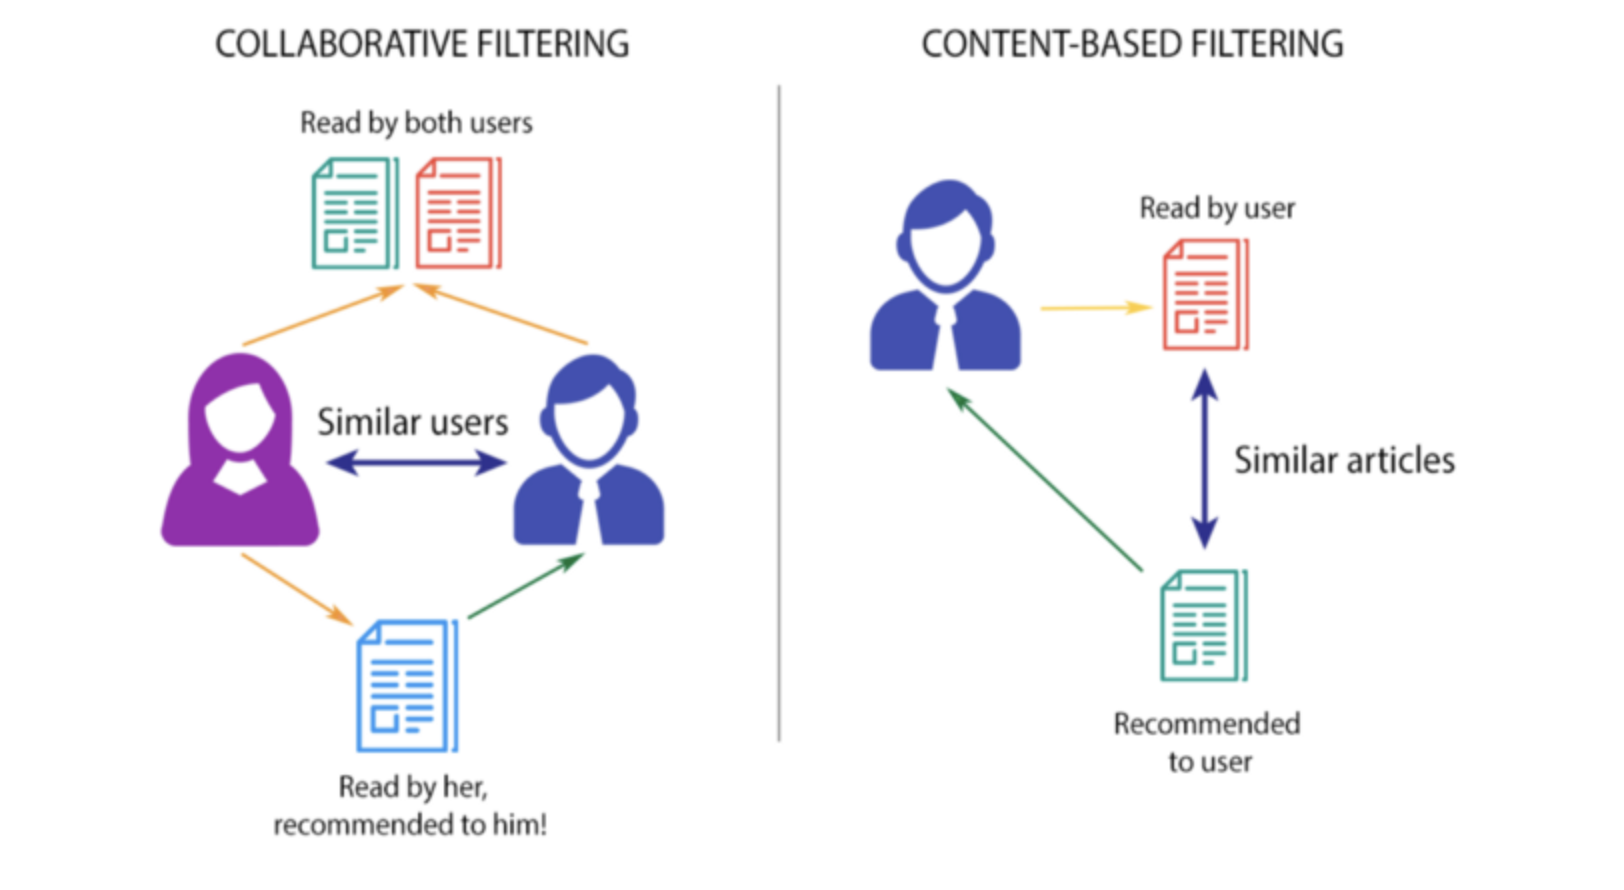 COLLABORATIVE FILTERING
Read by both users
Similar users
Read by her,
recommended to him!
CONTENT-BASED FILTERING
Read by user
Similar articles
Recommended
to user